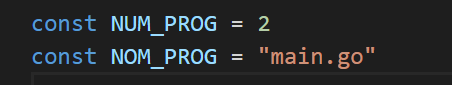 const NUM_PROG = 2
const NOM_PROG = "main.go"